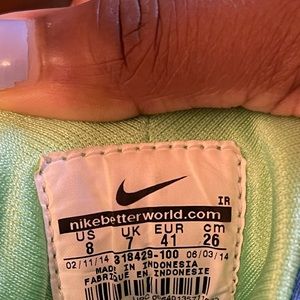 IR
nikebetterworld.com
US UK EUR cm
8 7 41 26
02/11/14 318429-100 06/03/14
MADE IN INDONESIA
FABRIQUÉ EN INDONESIE